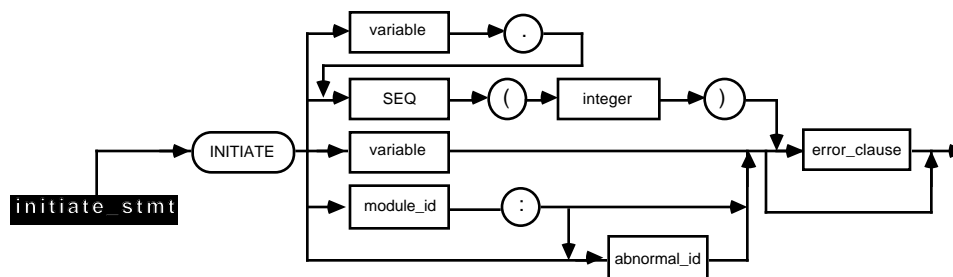 variable .
SEQ ( integer )
INITIATE variable error_clause
initiate_stmt module_id :
abnormal_id